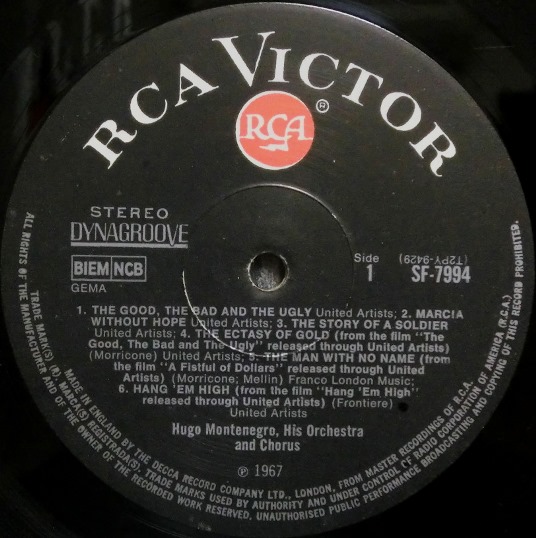 RCA VICTOR
RCA ®
STEREO
DYNAGROOVE
BIEM NCB
GEMA
Side
1
(T2PY-9429)
SF-7994
1. THE GOOD, THE BAD AND THE UGLY United Artists; 2. MARCIA
WITHOUT HOPE United Artists; 3. THE STORY OF A SOLDIER
United Artists; 4. THE ECTASY OF GOLD (from the film "The
Good, The Bad and The Ugly" released through United Artists)
(Morricone) United Artists; 5. THE MAN WITH NO NAME (from
the film "A Fistful of Dollars" released through United
Artists) (Morricone; Mellin) Franco London Music;
6. HANG 'EM HIGH (from the film "Hang 'Em High"
released through United Artists) (Frontiere)
United Artists
Hugo Montenegro, His Orchestra
and Chorus
℗ 1967
TRADE MARK(S) (R) MARCA(S) REGISTRADA(S). TRADE MARKS USED BY AUTHORITY AND UNDER CONTROL OF RADIO CORPORATION OF AMERICA (R.C.A.)
MADE IN ENGLAND BY THE DECCA RECORD COMPANY LTD., LONDON, FROM MASTER RECORDINGS OF R.C.A.
ALL RIGHTS OF THE MANUFACTURER AND OF THE OWNER OF THE RECORDED WORK RESERVED. UNAUTHORISED PUBLIC PERFORMANCE BROADCASTING AND COPYING OF THIS RECORD PROHIBITED.